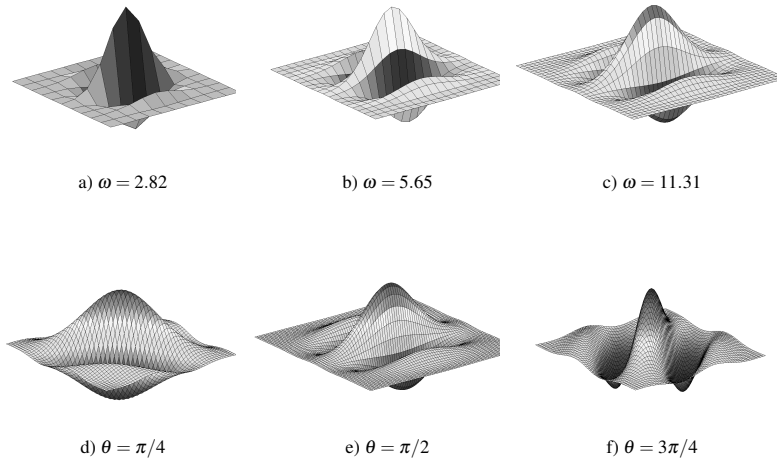 a) ω = 2.82
b) ω = 5.65
c) ω = 11.31
d) θ = π/4
e) θ = π/2
f) θ = 3π/4